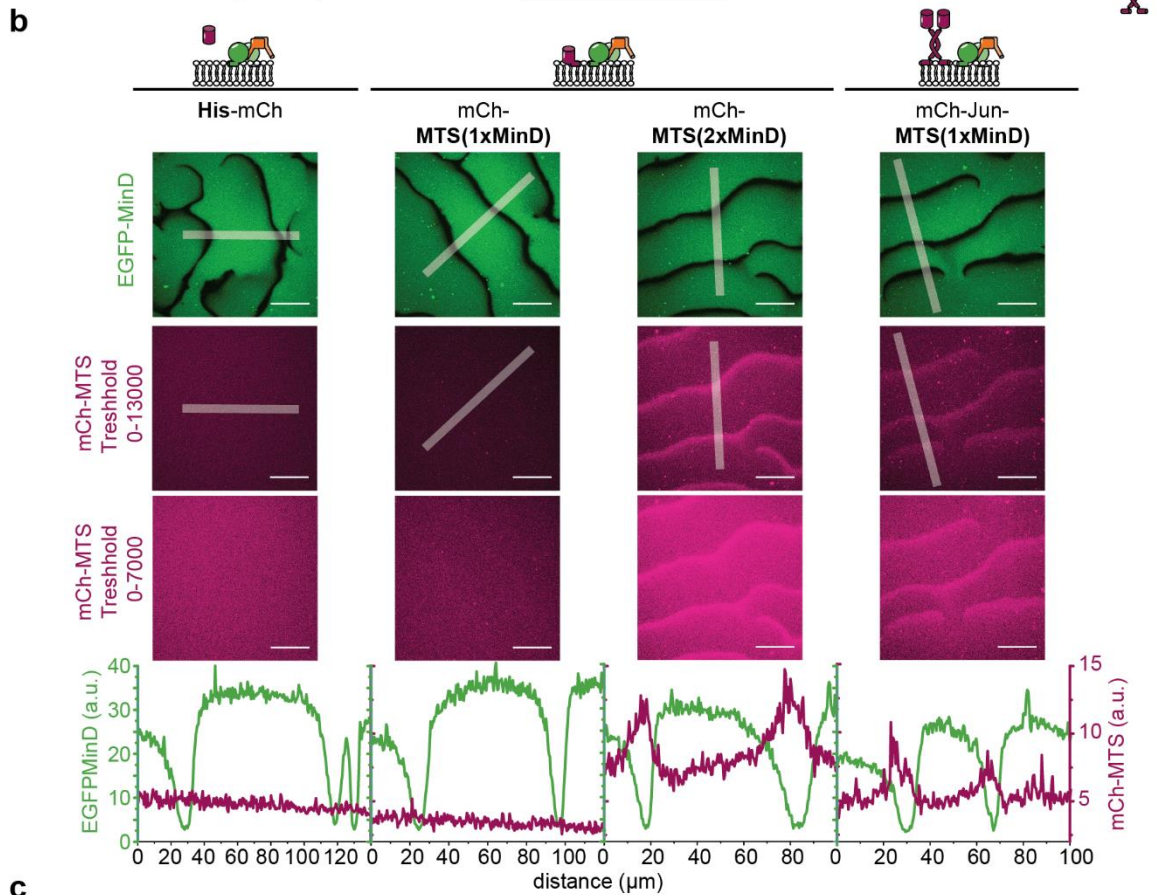 b
His-mCh
mCh-
MTS(1xMinD)
mCh-
MTS(2xMinD)
mCh-Jun-
MTS(1xMinD)
EGFP-MinD
mCh-MTS
Treshhold
0-13000
mCh-MTS
Treshhold
0-7000
EGFPMinD (a.u.)
40
30
20
10
0
15
10
5
mCh-MTS (a.u.)
0 20 40 60 80 100 120
0 20 40 60 80 100
0 20 40 60 80
0 20 40 60 80 100
distance (µm)
c